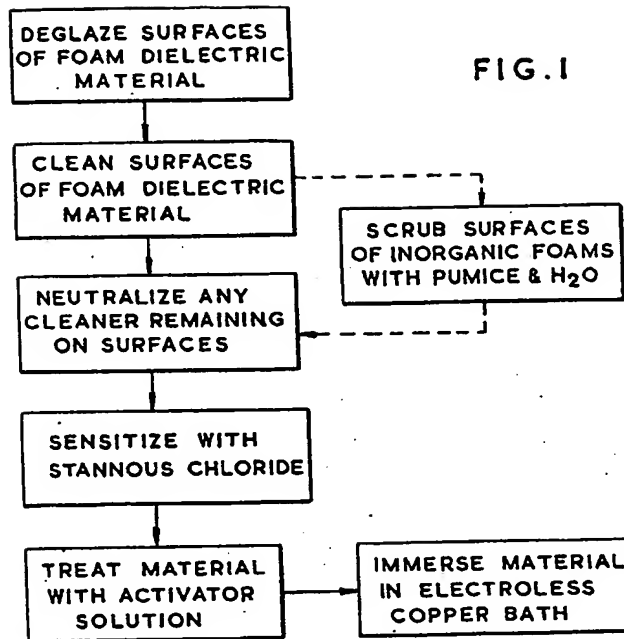 DEGLAZE SURFACES
OF FOAM DIELECTRIC
MATERIAL
FIG.1
CLEAN SURFACES
OF FOAM DIELECTRIC
MATERIAL
SCRUB SURFACES
OF INORGANIC FOAMS
WITH PUMICE & H₂O
NEUTRALIZE ANY
CLEANER REMAINING
ON SURFACES
SENSITIZE WITH
STANNOUS CHLORIDE
TREAT MATERIAL
WITH ACTIVATOR
SOLUTION
IMMERSE MATERIAL
IN ELECTROLESS
COPPER BATH